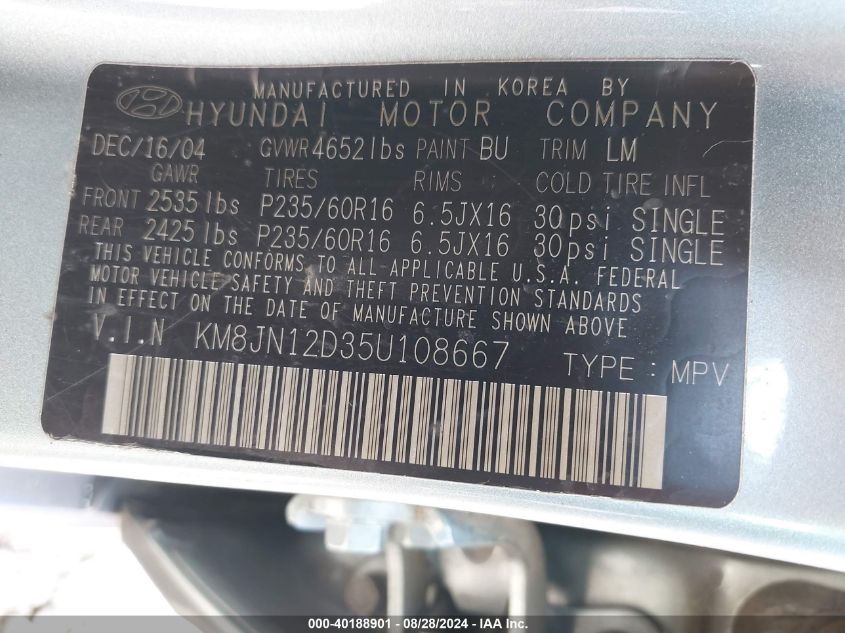 MANUFACTURED IN KOREA BY
HYUNDAI MOTOR COMPANY
DEC/16/04 GVWR 4652lbs PAINT BU TRIM LM
GAWR TIRES RIMS COLD TIRE INFL
FRONT 2535 lbs P235/60R16 6.5JX16 30psi SINGLE
REAR 2425 lbs P235/60R16 6.5JX16 30psi SINGLE
THIS VEHICLE CONFORMS TO ALL APPLICABLE U.S.A. FEDERAL
MOTOR VEHICLE SAFETY AND THEFT PREVENTION STANDARDS
IN EFFECT ON THE DATE OF MANUFACTURE SHOWN ABOVE.
V.I.N KM8JN12D35U108667 TYPE : MPV
000-40188901 - 08/28/2024 - IAA Inc.